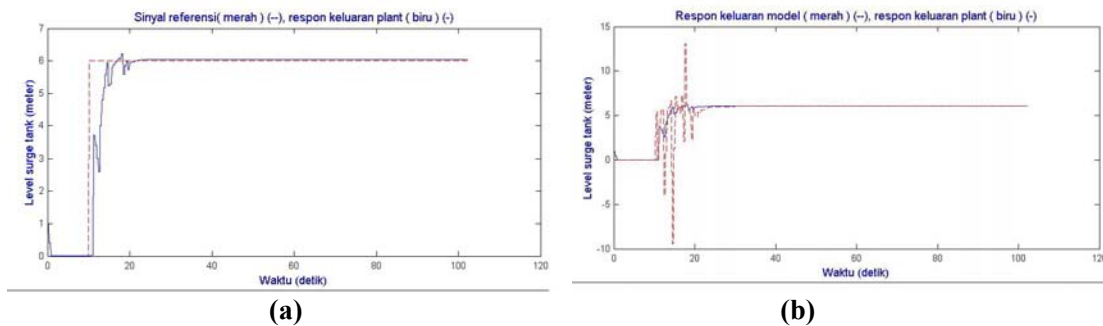 Sinyal referensi( merah ) (--), respon keluaran plant ( biru ) (-)
Level surge tank (meter)
7
6
5
4
3
2
1
0
0 20 40 60 80 100 120
Waktu (detik)
(a)
Respon keluaran model ( merah ) (--), respon keluaran plant ( biru ) (-)
Level surge tank (meter)
15
10
5
0
-5
-10
0 20 40 60 80 100 120
Waktu (detik)
(b)